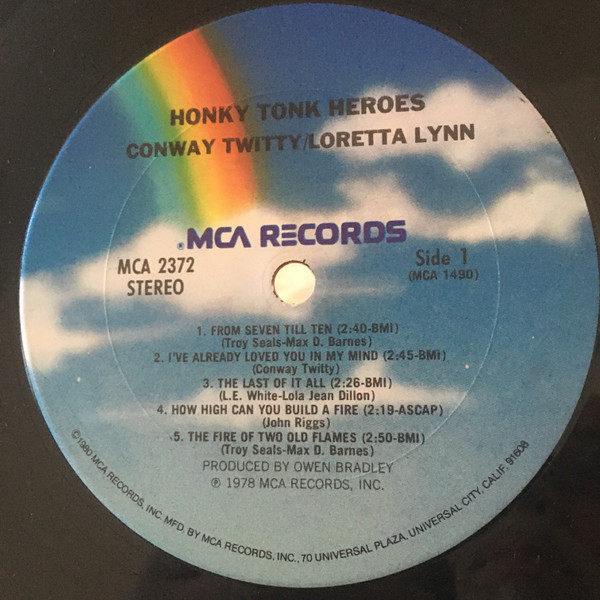 HONKY TONK HEROES
CONWAY TWITTY/LORETTA LYNN
®MCA RECORDS
MCA 2372
STEREO
Side 1
(MCA 1490)
1. FROM SEVEN TILL TEN (2:40-BMI)
(Troy Seals-Max D. Barnes)
2. I'VE ALREADY LOVED YOU IN MY MIND (2:45-BMI)
(Conway Twitty)
3. THE LAST OF IT ALL (2:26-BMI)
(L.E. White-Lola Jean Dillon)
4. HOW HIGH CAN YOU BUILD A FIRE (2:19-ASCAP)
(John Riggs)
5. THE FIRE OF TWO OLD FLAMES (2:50-BMI)
(Troy Seals-Max D. Barnes)
PRODUCED BY OWEN BRADLEY
℗ 1978 MCA RECORDS, INC.
©1980 MCA RECORDS, INC. MFD. BY MCA RECORDS, INC., 70 UNIVERSAL PLAZA, UNIVERSAL CITY, CALIF. 91608